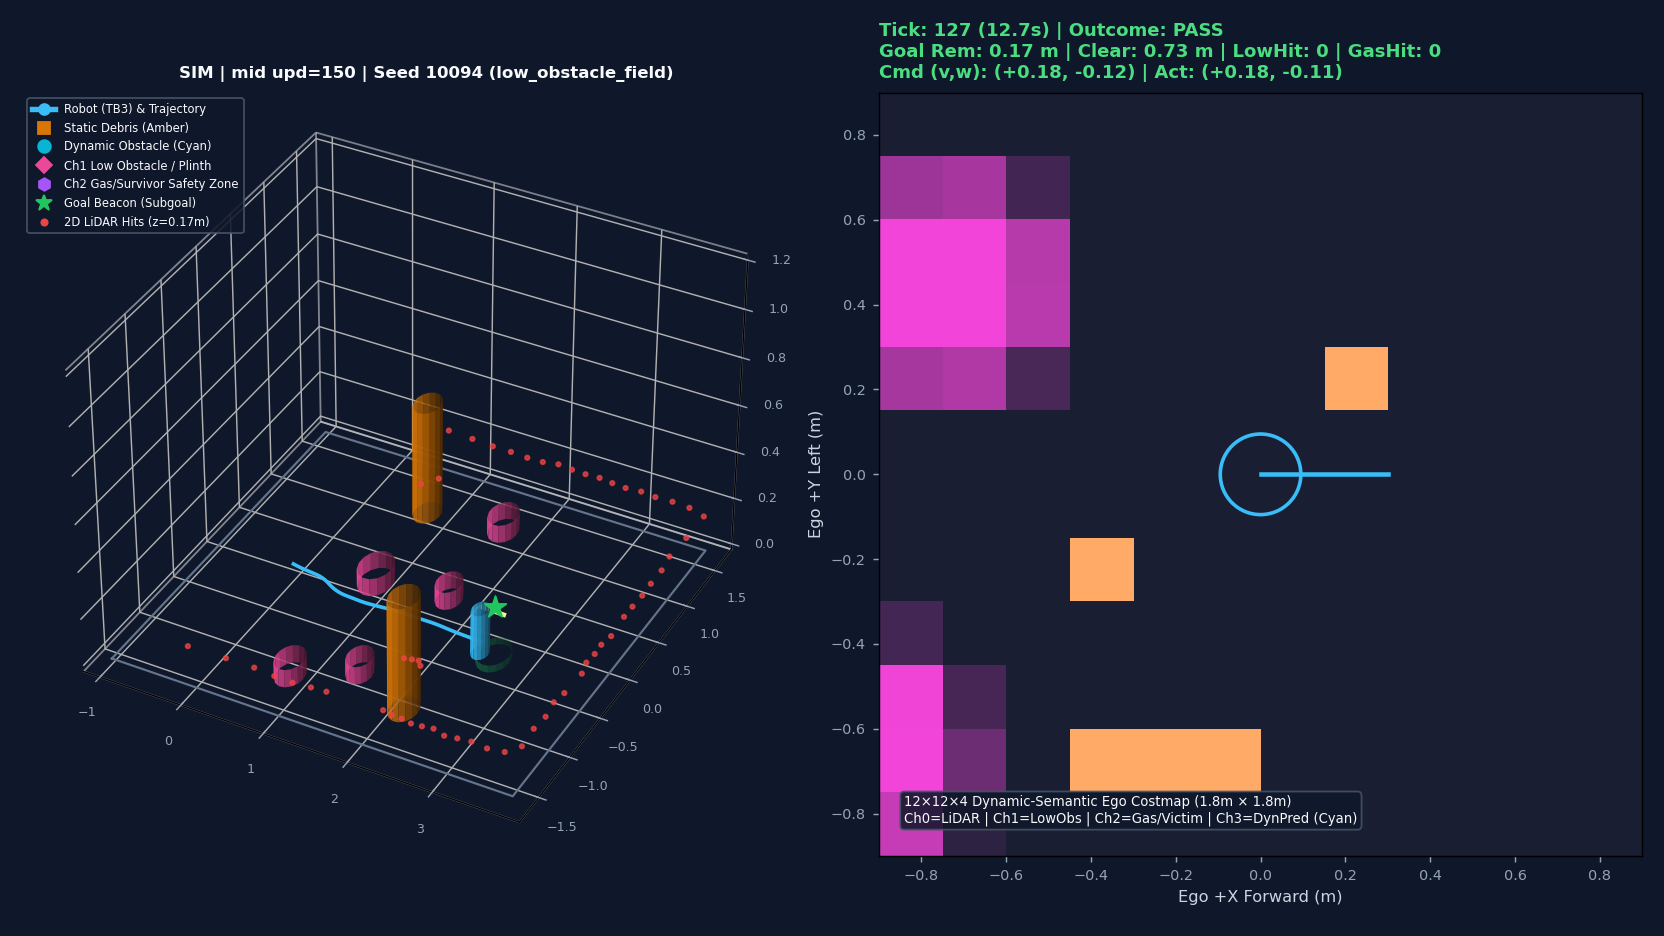 SIM | mid upd=150 | Seed 10094 (low_obstacle_field)
Robot (TB3) & Trajectory
Static Debris (Amber)
Dynamic Obstacle (Cyan)
Ch1 Low Obstacle / Plinth
Ch2 Gas/Survivor Safety Zone
Goal Beacon (Subgoal)
2D LiDAR Hits (z=0.17m)
1.2
1.0
0.8
0.6
0.4
0.2
0.0
1.5
1.0
0.5
0.0
−0.5
−1.0
−1.5
−1
0
1
2
3
Tick: 127 (12.7s) | Outcome: PASS
Goal Rem: 0.17 m | Clear: 0.73 m | LowHit: 0 | GasHit: 0
Cmd (v,w): (+0.18, -0.12) | Act: (+0.18, -0.11)
Ego +Y Left (m)
0.8
0.6
0.4
0.2
0.0
−0.2
−0.4
−0.6
−0.8
12×12×4 Dynamic-Semantic Ego Costmap (1.8m × 1.8m)
Ch0=LiDAR | Ch1=LowObs | Ch2=Gas/Victim | Ch3=DynPred (Cyan)
−0.8 −0.6 −0.4 −0.2 0.0 0.2 0.4 0.6 0.8
Ego +X Forward (m)